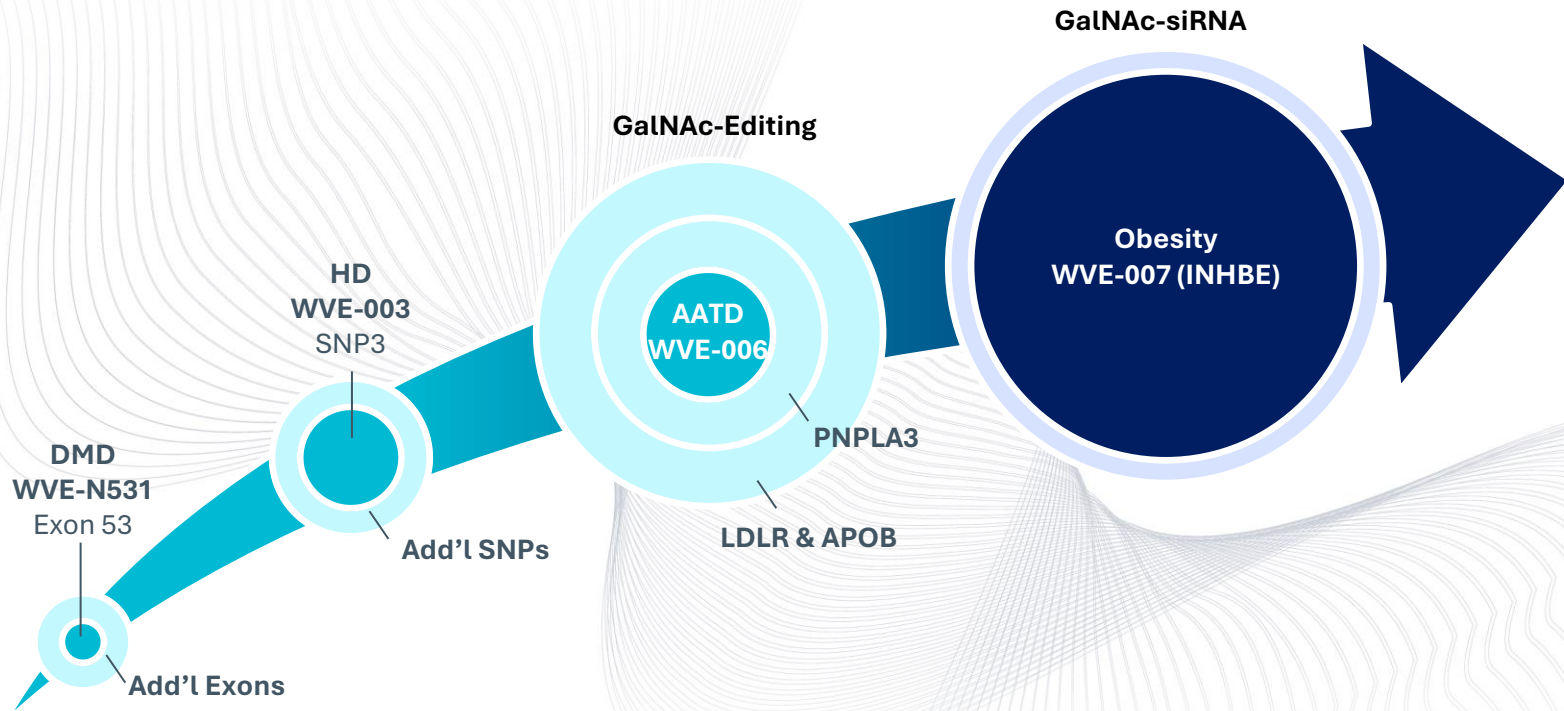 GalNAc-siRNA
GalNAc-Editing
Obesity
WVE-007 (INHBE)
HD
WVE-003
SNP3
AATD
WVE-006
PNPLA3
DMD
WVE-N531
Exon 53
LDLR & APOB
Add’l SNPs
Add’l Exons